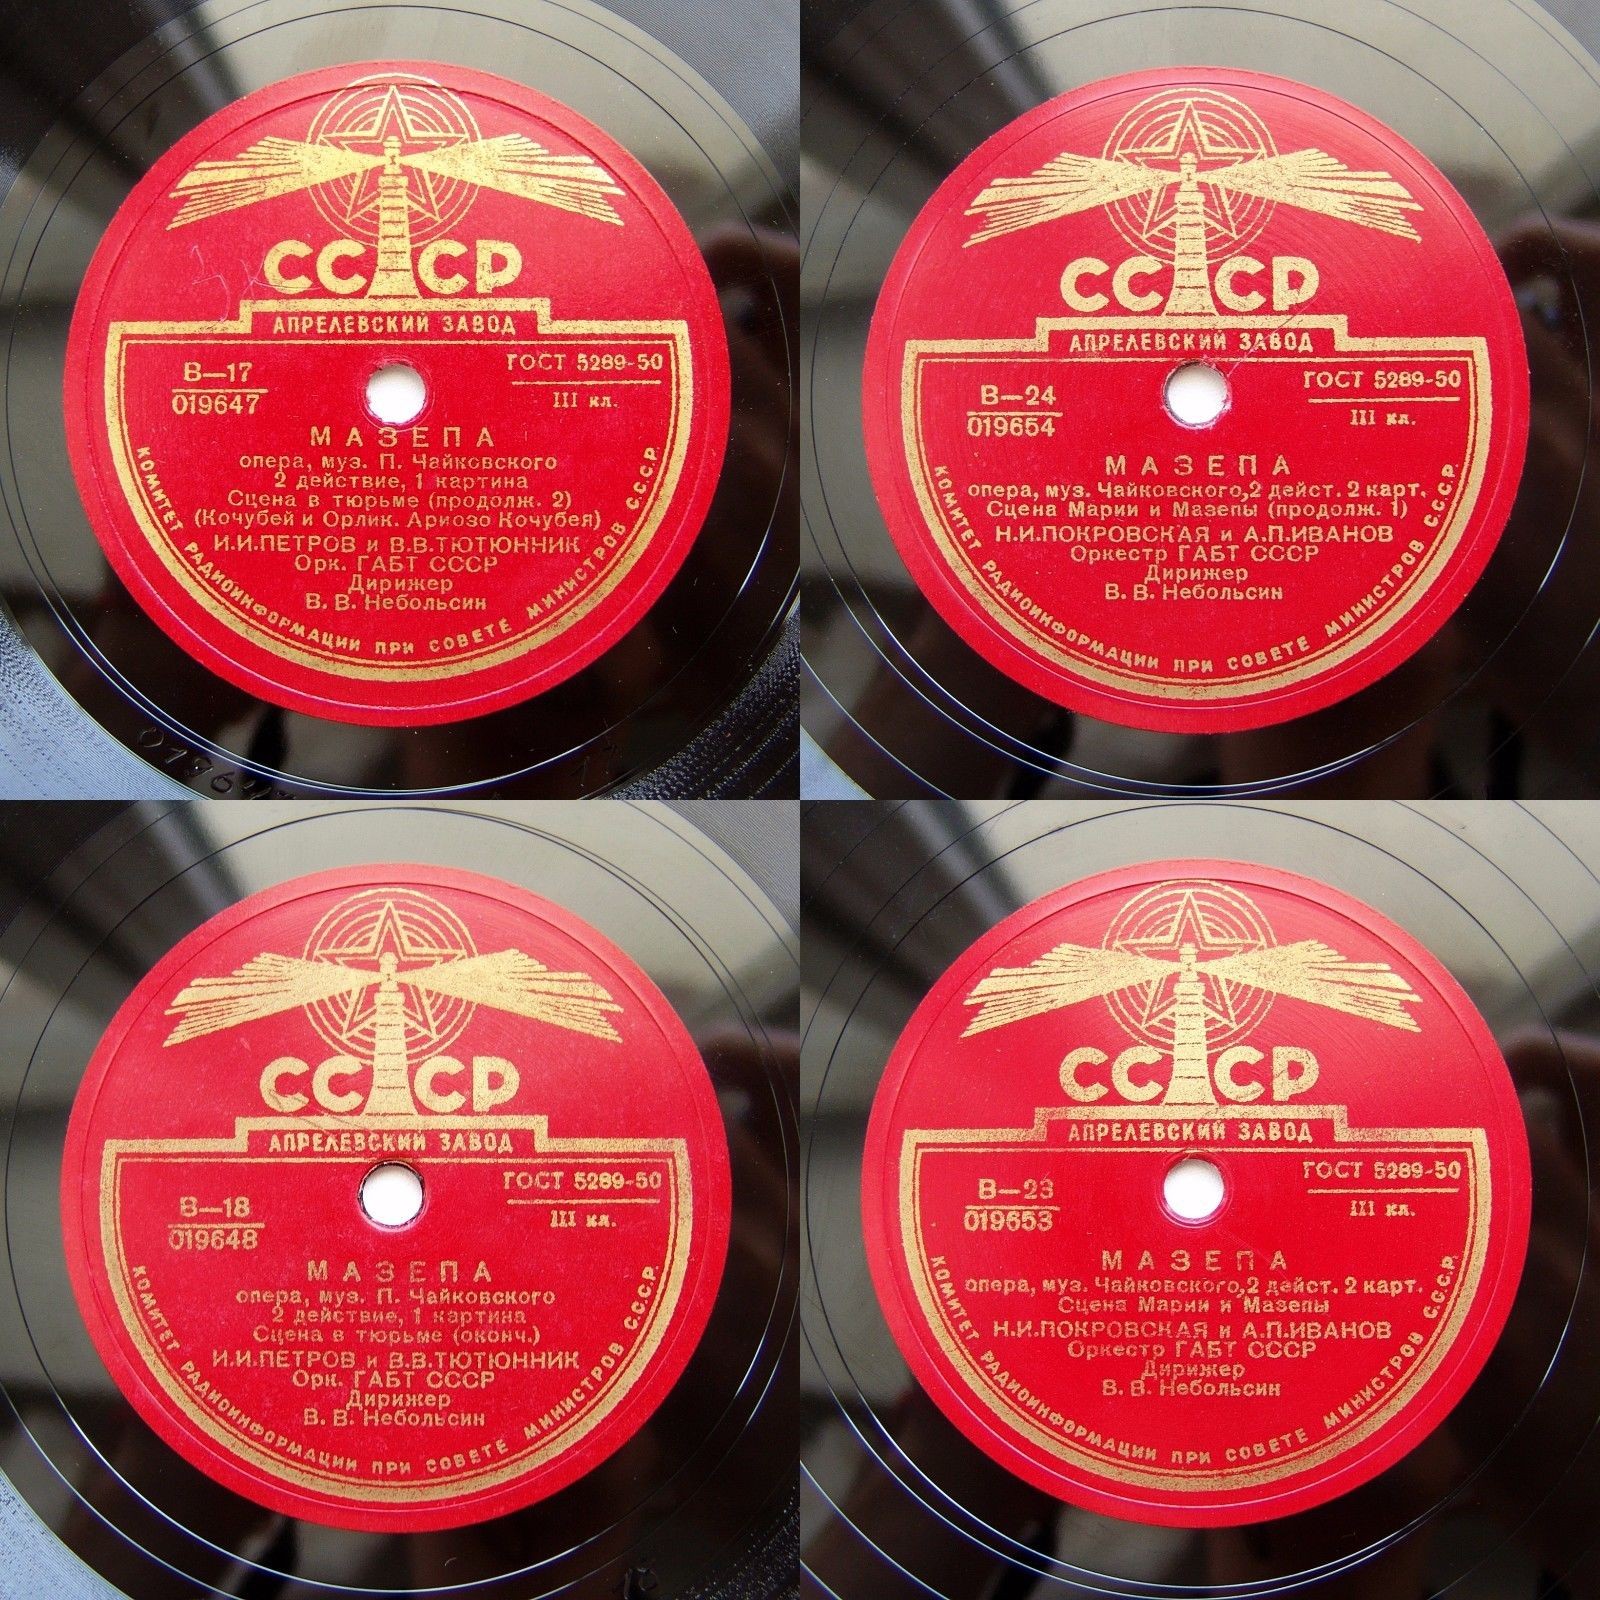 СССР
АПРЕЛЕВСКИЙ ЗАВОД
В—17
019647
ГОСТ 5289-50
III кл.
МАЗЕПА
опера, муз. П. Чайковского
2 действие, 1 картина
Сцена в тюрьме (продолж. 2)
(Кочубей и Орлик. Ариозо Кочубея)
И.И.ПЕТРОВ и В.В.ТЮТЮННИК
Орк. ГАБТ СССР
Дирижер
В. В. Небольсин
КОМИТЕТ РАДИОИНФОРМАЦИИ ПРИ СОВЕТЕ МИНИСТРОВ С.С.С.Р.
СССР
АПРЕЛЕВСКИЙ ЗАВОД
В—24
019654
ГОСТ 5289-50
III кл.
МАЗЕПА
опера, муз. Чайковского,2 дейст. 2 карт.
Сцена Марии и Мазепы (продолж. 1)
Н.И.ПОКРОВСКАЯ и А.П.ИВАНОВ
Оркестр ГАБТ СССР
Дирижер
В. В. Небольсин
КОМИТЕТ РАДИОИНФОРМАЦИИ ПРИ СОВЕТЕ МИНИСТРОВ С.С.С.Р.
СССР
АПРЕЛЕВСКИЙ ЗАВОД
В—18
019648
ГОСТ 5289-50
III кл.
МАЗЕПА
опера, муз. П. Чайковского
2 действие, 1 картина
Сцена в тюрьме (оконч.)
И.И.ПЕТРОВ и В.В.ТЮТЮННИК
Орк. ГАБТ СССР
Дирижер
В. В. Небольсин
КОМИТЕТ РАДИОИНФОРМАЦИИ ПРИ СОВЕТЕ МИНИСТРОВ С.С.С.Р.
СССР
АПРЕЛЕВСКИЙ ЗАВОД
В—23
019653
ГОСТ 5289-50
III кл.
МАЗЕПА
опера, муз. Чайковского,2 дейст. 2 карт.
Сцена Марии и Мазепы
Н.И.ПОКРОВСКАЯ и А.П.ИВАНОВ
Оркестр ГАБТ СССР
Дирижер
В. В. Небольсин
КОМИТЕТ РАДИОИНФОРМАЦИИ ПРИ СОВЕТЕ МИНИСТРОВ С.С.С.Р.